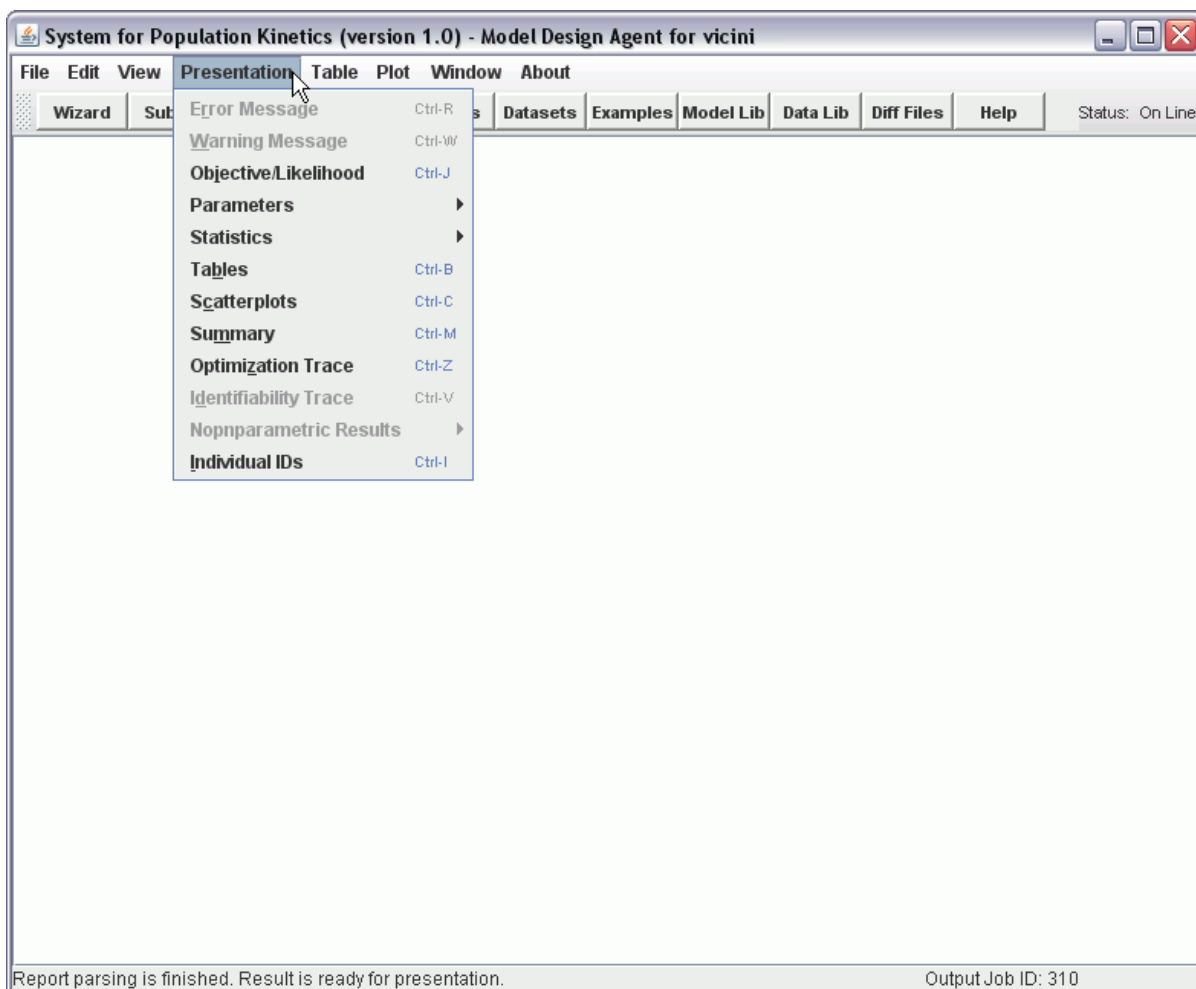 System for Population Kinetics (version 1.0) - Model Design Agent for vicini
File Edit View Presentation Table Plot Window About
Wizard Sub s Datasets Examples Model Lib Data Lib Diff Files Help Status: On Line
Error Message Ctrl-R
Warning Message Ctrl-W
Objective/Likelihood Ctrl-J
Parameters
Statistics
Tables Ctrl-B
Scatterplots Ctrl-C
Summary Ctrl-M
Optimization Trace Ctrl-Z
Identifiability Trace Ctrl-V
Nopnparametric Results
Individual IDs Ctrl-I
Report parsing is finished. Result is ready for presentation. Output Job ID: 310